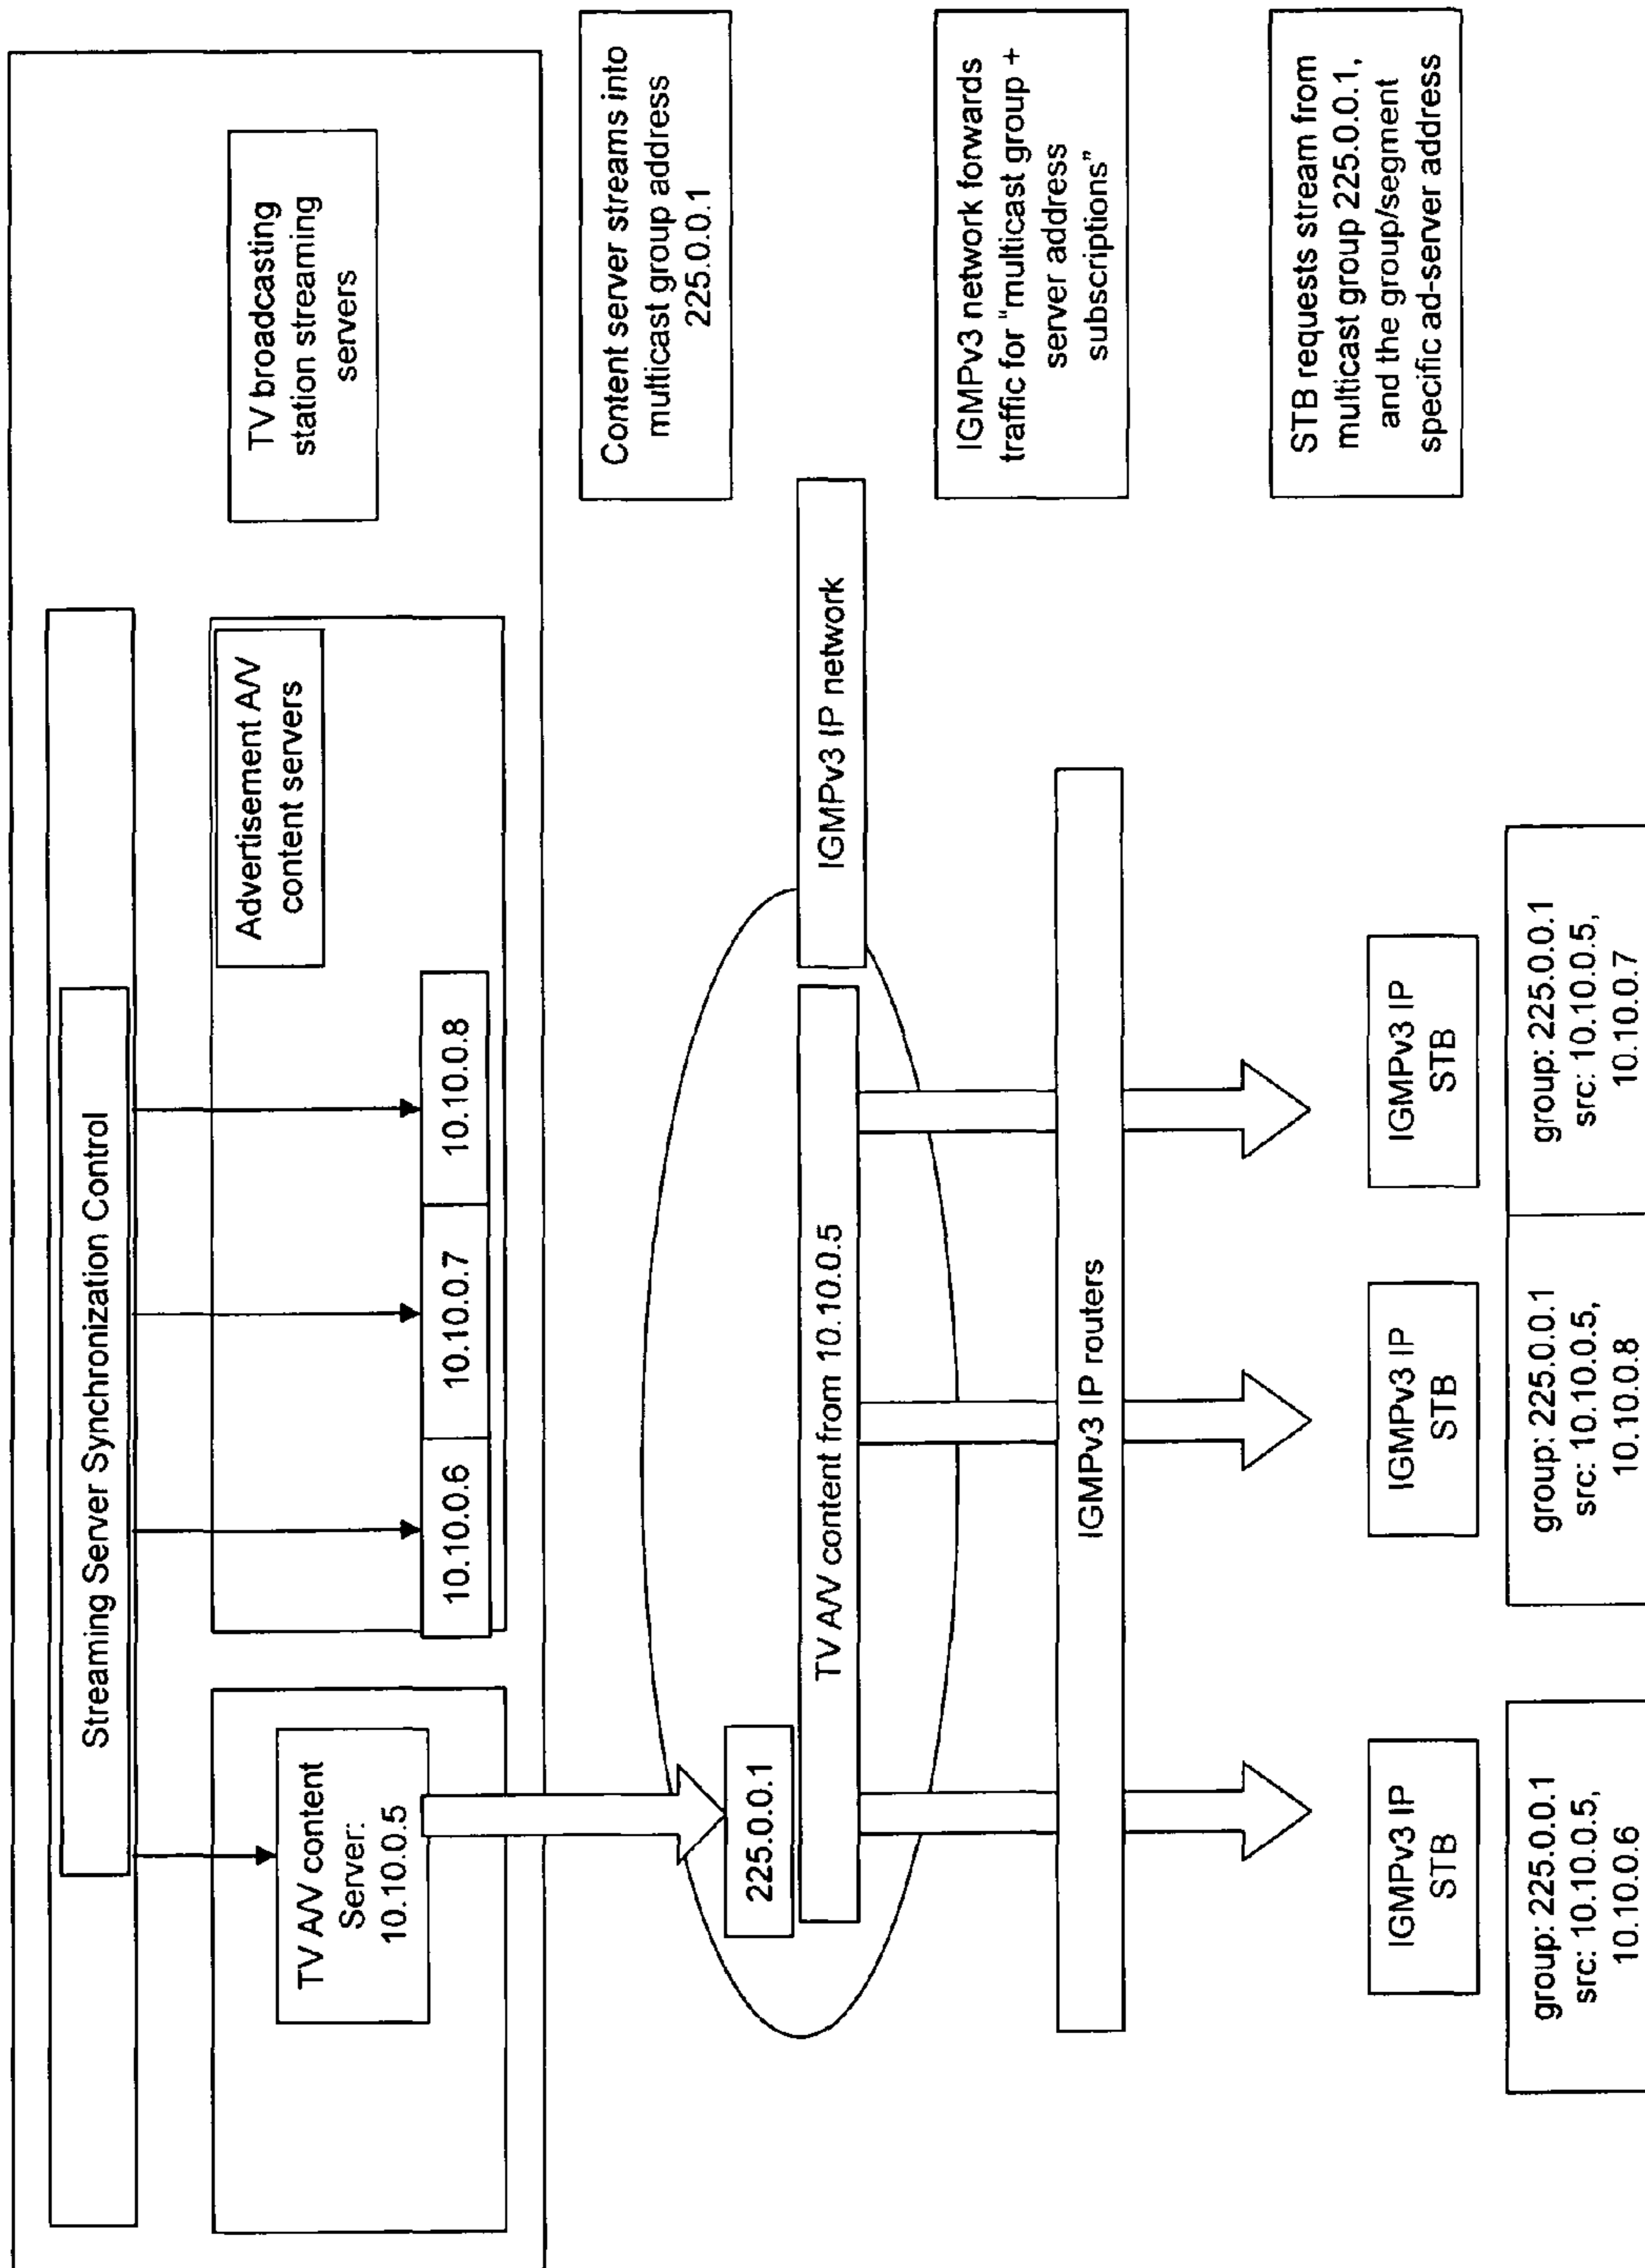 Streaming Server Synchronization Control
TV A/V content
Server:
10.10.0.5
10.10.0.6
10.10.0.7
10.10.0.8
Advertisement A/V
content servers
TV broadcasting
station streaming
servers
225.0.0.1
TV A/V content from 10.10.0.5
IGMPv3 IP network
Content server streams into
multicast group address
225.0.0.1
IGMPv3 IP routers
IGMPv3 network forwards
traffic for “multicast group +
server address
subscriptions”
IGMPv3 IP
STB
IGMPv3 IP
STB
IGMPv3 IP
STB
STB requests stream from
multicast group 225.0.0.1,
and the group/segment
specific ad-server address
group: 225.0.0.1
src: 10.10.0.5,
10.10.0.6
group: 225.0.0.1
src: 10.10.0.5,
10.10.0.8
group: 225.0.0.1
src: 10.10.0.5,
10.10.0.7